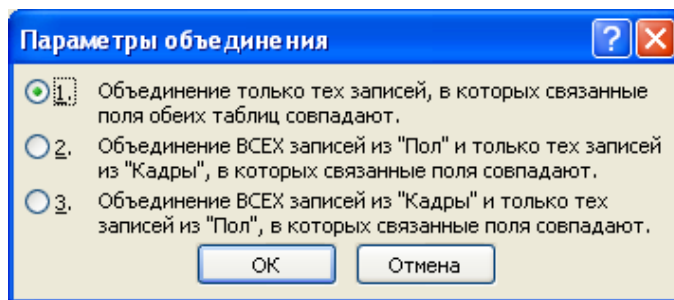 Параметры объединения
1. Объединение только тех записей, в которых связанные
поля обеих таблиц совпадают.
2. Объединение ВСЕХ записей из "Пол" и только тех записей
из "Кадры", в которых связанные поля совпадают.
3. Объединение ВСЕХ записей из "Кадры" и только тех
записей из "Пол", в которых связанные поля совпадают.
ОК Отмена